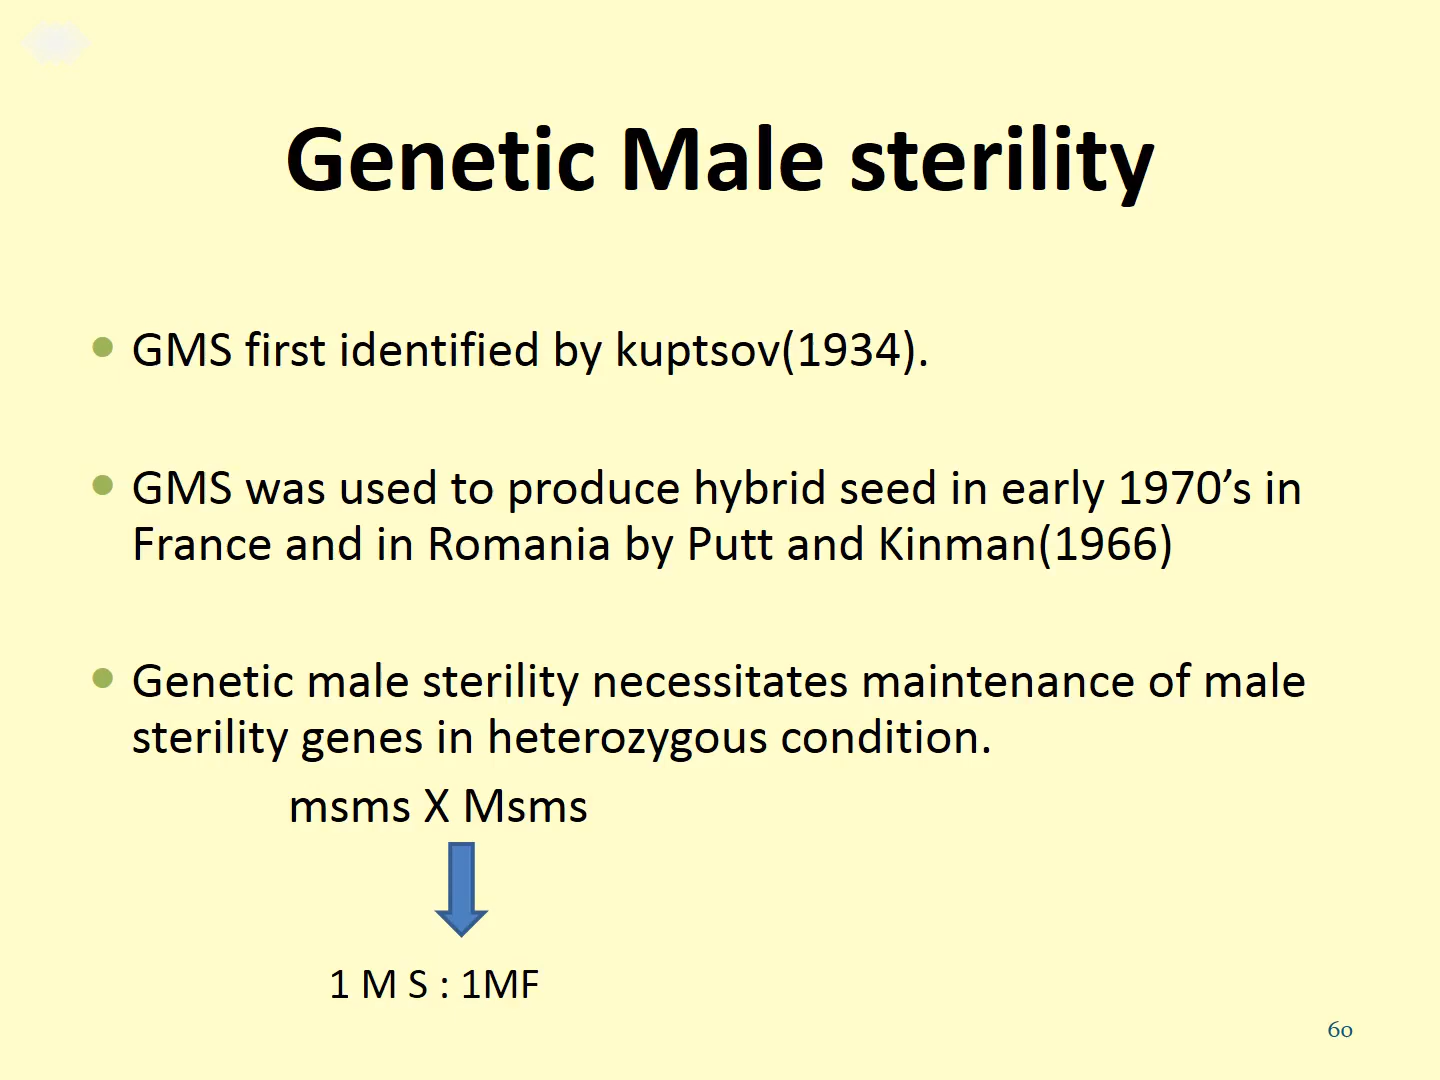 Genetic Male sterility
GMS first identified by kuptsov(1934).
GMS was used to produce hybrid seed in early 1970’s in
France and in Romania by Putt and Kinman(1966)
Genetic male sterility necessitates maintenance of male
sterility genes in heterozygous condition.
msms X Msms
1 M S : 1MF
60